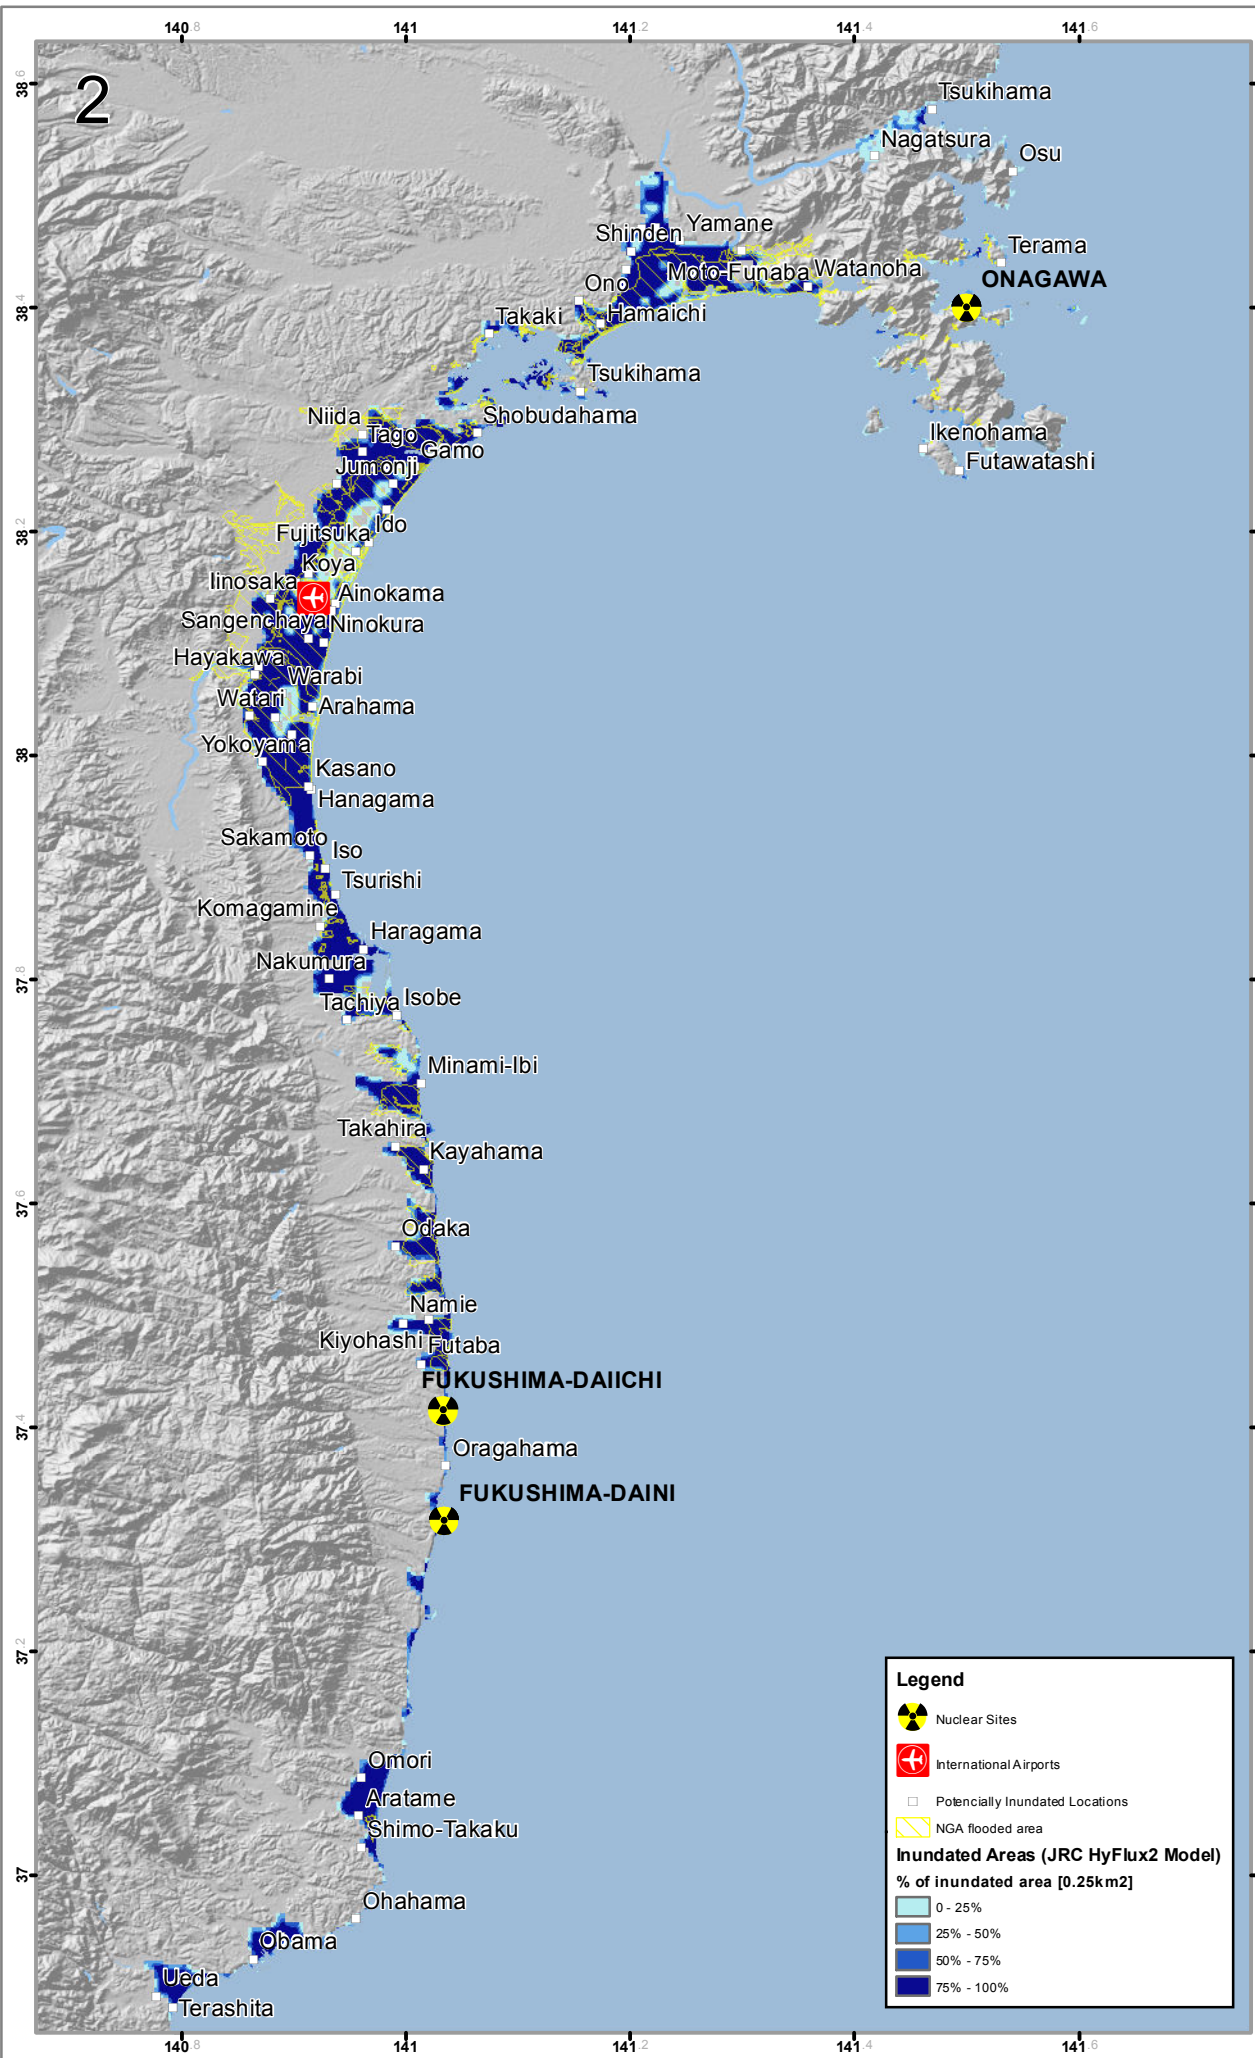 140.8 141 141.2 141.4 141.6
2
38.6
Tsukihama
Nagatsura
Osu
Yamane
Shinden
Terama
Moto-Funaba
Watanoha
ONAGAWA
Ono
38.4
Hamaichi
Takaki
Tsukihama
Niida
Shobudahama
Tago
Gamo
Ikenohama
Jumonji
Futawatashi
38.2
Ido
Fujitsuka
Koya
Iinosaka
Ainokama
Sangenchaya
Ninokura
Hayakawa
Warabi
Watari
Arahama
38
Yokoyama
Kasano
Hanagama
Sakamoto
Iso
Tsurishi
Komagamine
Haragama
Nakumura
37.8
Tachiya
Isobe
Minami-Ibi
Takahira
Kayahama
37.6
Odaka
Namie
Kiyohashi
Futaba
FUKUSHIMA-DAIICHI
37.4
Oragahama
FUKUSHIMA-DAINI
37.2
Omori
Aratame
Shimo-Takaku
37
Ohahama
Obama
Ueda
Terashita
Legend
Nuclear Sites
International Airports
Potencially Inundated Locations
NGA flooded area
Inundated Areas (JRC HyFlux2 Model)
% of inundated area [0.25km2]
0 - 25%
25% - 50%
50% - 75%
75% - 100%
140.8 141 141.2 141.4 141.6